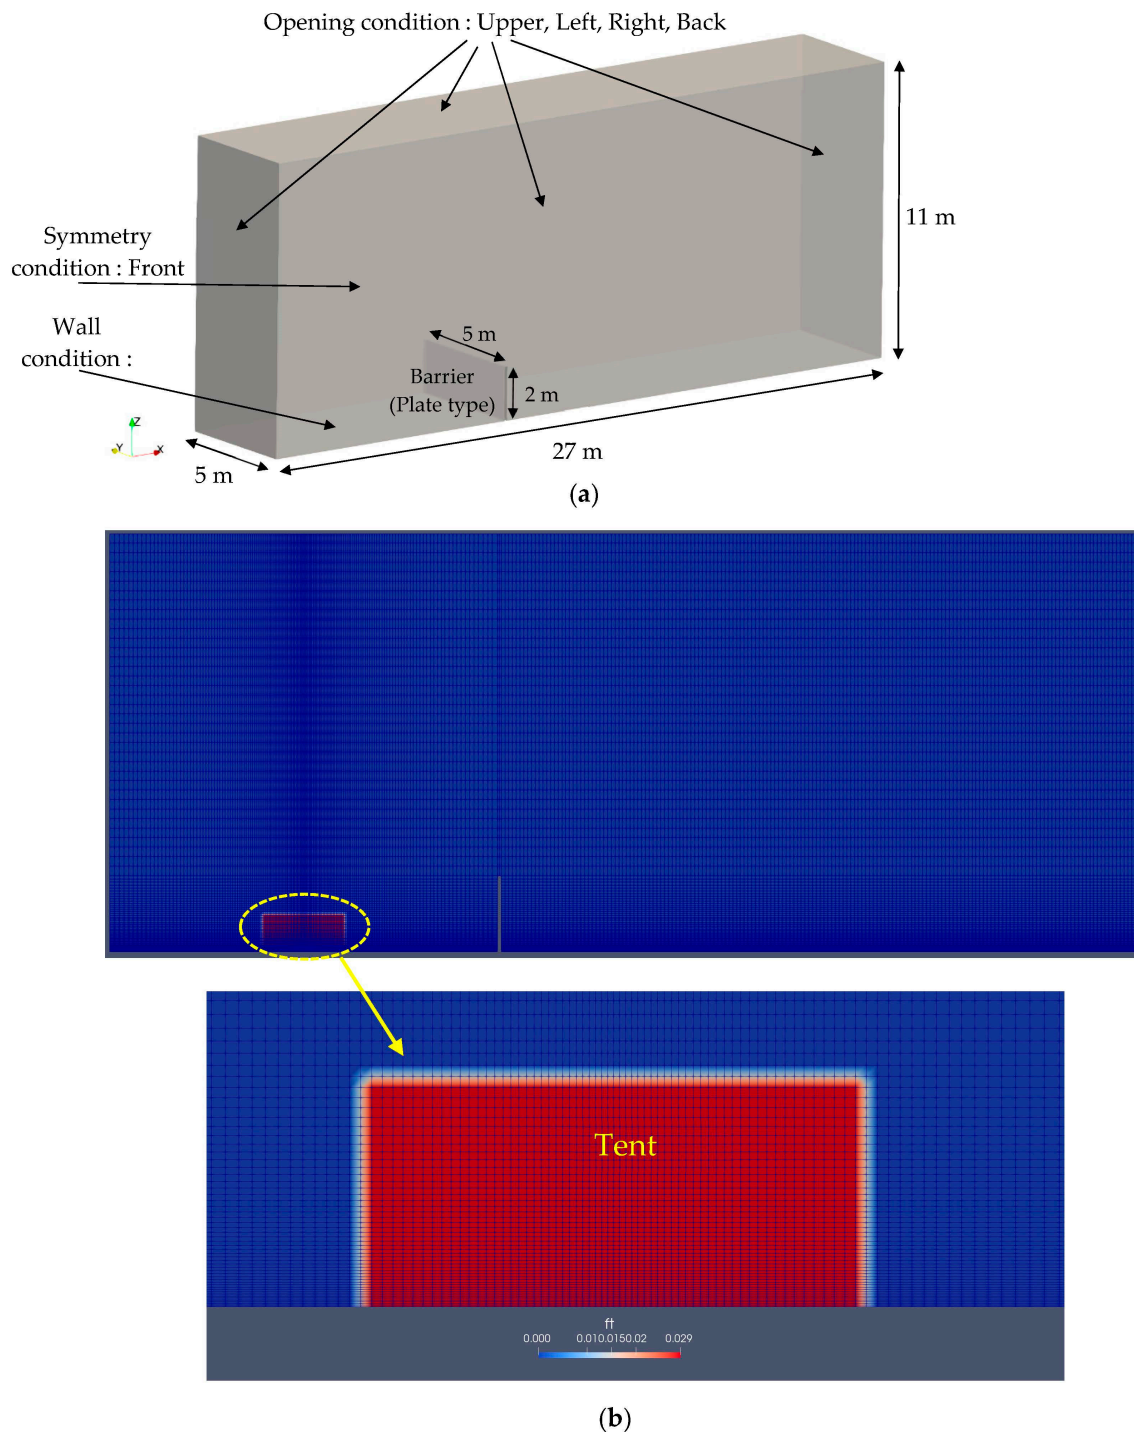 Opening condition : Upper, Left, Right, Back
11 m
Symmetry
condition : Front
Wall
condition :
5 m
Barrier
(Plate type)
2 m
Z
Y
X
5 m
27 m
(a)
Tent
ft
0.000 0.010.0150.02 0.029
(b)